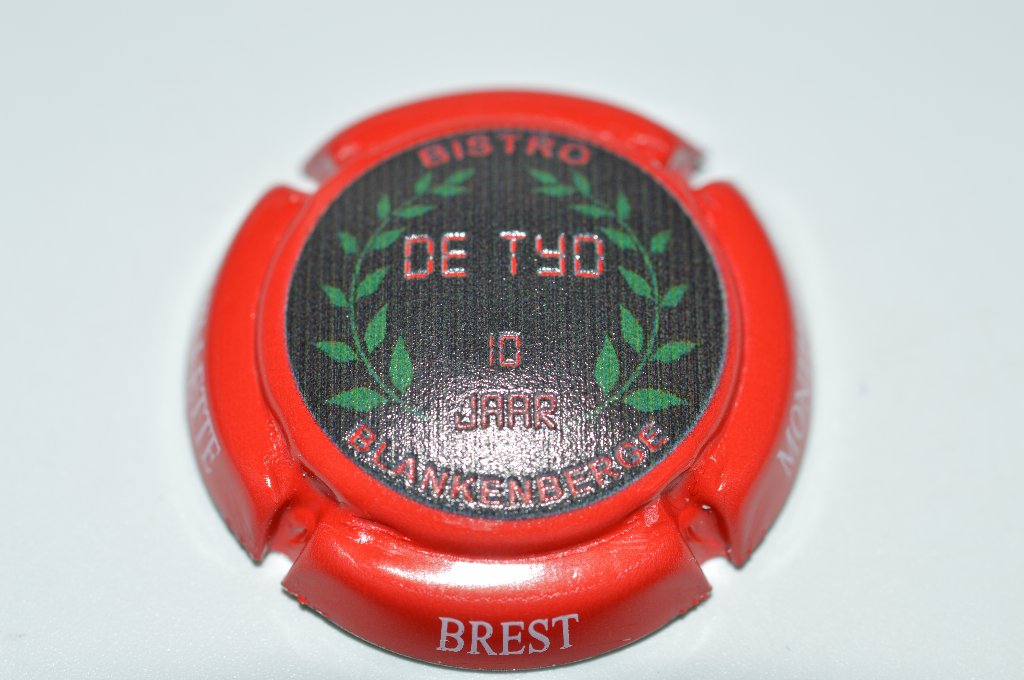 BISTRO
DE TYD
10
JAAR
BLANKENBERGE
BREST